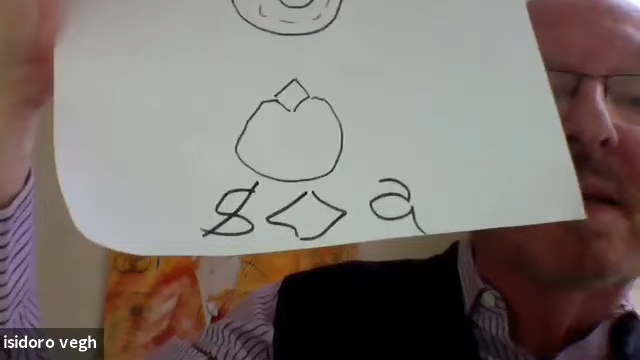 $ ◇ a
isidoro vegh